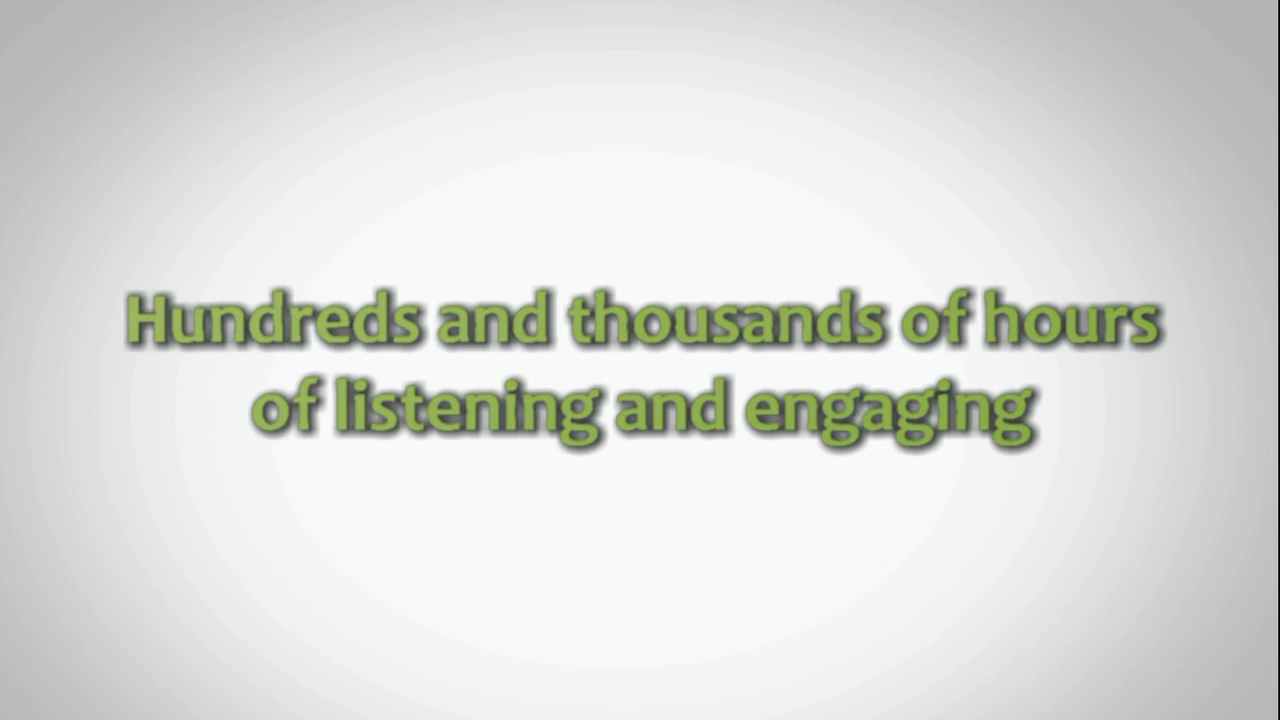 Hundreds and thousands of hours
of listening and engaging